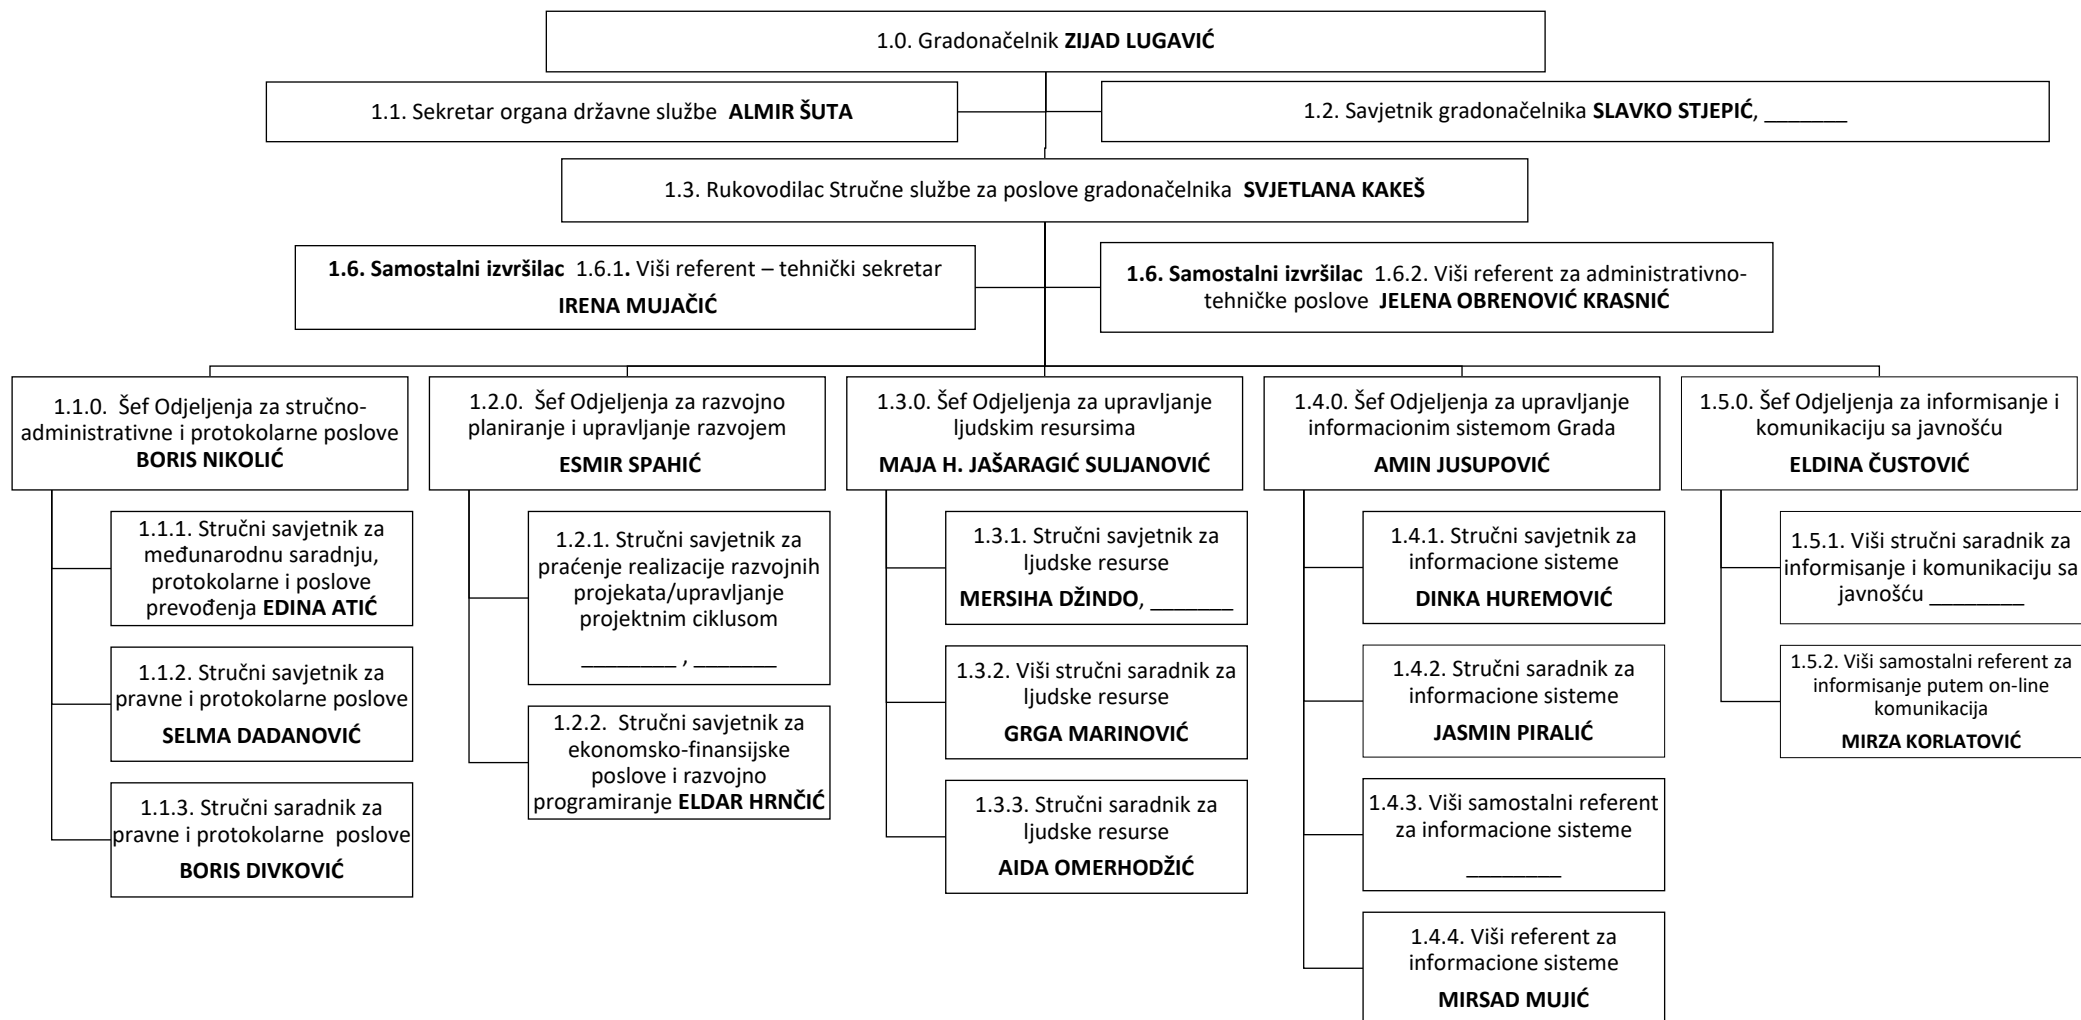 1.0. Gradonačelnik ZIJAD LUGAVIĆ
1.1. Sekretar organa državne službe  ALMIR ŠUTA
1.2. Savjetnik gradonačelnika SLAVKO STJEPIĆ, _______
1.3. Rukovodilac Stručne službe za poslove gradonačelnika  SVJETLANA KAKEŠ
1.6. Samostalni izvršilac  1.6.1. Viši referent – tehnički sekretar
IRENA MUJAČIĆ
1.6. Samostalni izvršilac  1.6.2. Viši referent za administrativno-
tehničke poslove  JELENA OBRENOVIĆ KRASNIĆ
1.1.0.  Šef Odjeljenja za stručno-
administrativne i protokolarne poslove
BORIS NIKOLIĆ
1.1.1. Stručni savjetnik za
međunarodnu saradnju,
protokolarne i poslove
prevođenja EDINA ATIĆ
1.1.2. Stručni savjetnik za
pravne i protokolarne poslove
SELMA DADANOVIĆ
1.1.3. Stručni saradnik za
pravne i protokolarne  poslove
BORIS DIVKOVIĆ
1.2.0.  Šef Odjeljenja za razvojno
planiranje i upravljanje razvojem
ESMIR SPAHIĆ
1.2.1. Stručni savjetnik za
praćenje realizacije razvojnih
projekata/upravljanje
projektnim ciklusom
________ , _______
1.2.2.  Stručni savjetnik za
ekonomsko-finansijske
poslove i razvojno
programiranje ELDAR HRNČIĆ
1.3.0. Šef Odjeljenja za upravljanje
ljudskim resursima
MAJA H. JAŠARAGIĆ SULJANOVIĆ
1.3.1. Stručni savjetnik za
ljudske resurse
MERSIHA DŽINDO, _______
1.3.2. Viši stručni saradnik za
ljudske resurse
GRGA MARINOVIĆ
1.3.3. Stručni saradnik za
ljudske resurse
AIDA OMERHODŽIĆ
1.4.0. Šef Odjeljenja za upravljanje
informacionim sistemom Grada
AMIN JUSUPOVIĆ
1.4.1. Stručni savjetnik za
informacione sisteme
DINKA HUREMOVIĆ
1.4.2. Stručni saradnik za
informacione sisteme
JASMIN PIRALIĆ
1.4.3. Viši samostalni referent
za informacione sisteme
________
1.4.4. Viši referent za
informacione sisteme
MIRSAD MUJIĆ
1.5.0. Šef Odjeljenja za informisanje i
komunikaciju sa javnošću
ELDINA ČUSTOVIĆ
1.5.1. Viši stručni saradnik za
informisanje i komunikaciju sa
javnošću ________
1.5.2. Viši samostalni referent za
informisanje putem on-line
komunikacija
MIRZA KORLATOVIĆ